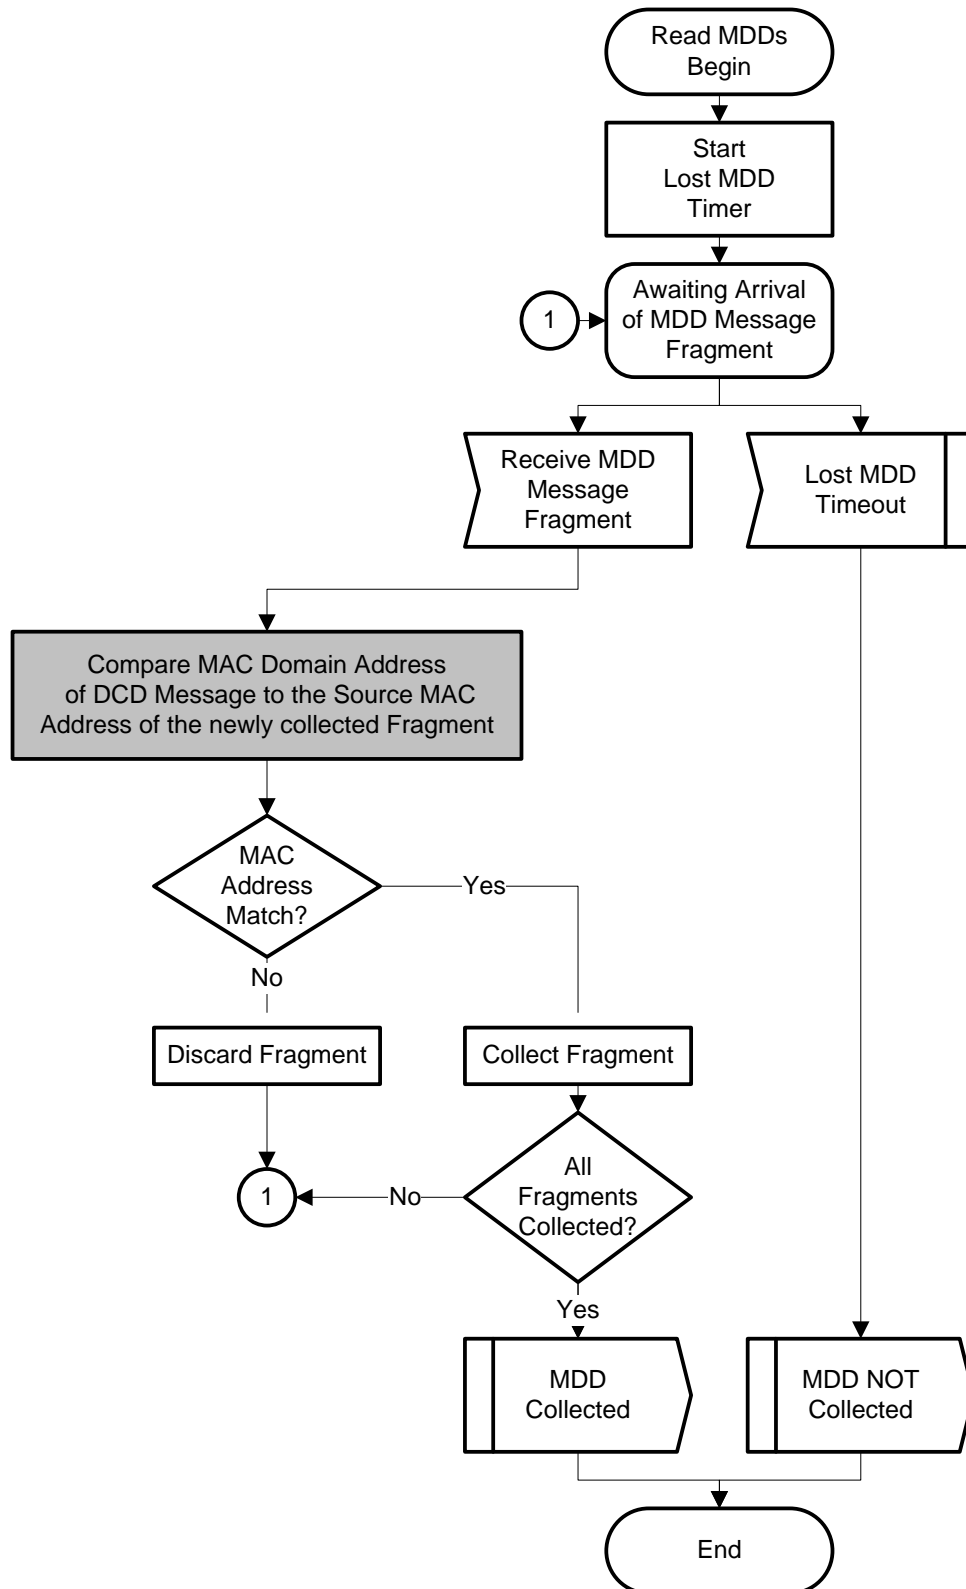 Read MDDs
Begin
Start
Lost MDD
Timer
Awaiting Arrival
of MDD Message
Fragment
1
Receive MDD
Message
Fragment
Lost MDD
Timeout
Compare MAC Domain Address
of DCD Message to the Source MAC
Address of the newly collected Fragment
MAC
Address
Match?
Yes
No
Discard Fragment
Collect Fragment
All
Fragments
Collected?
No
1
Yes
MDD
Collected
MDD NOT
Collected
End